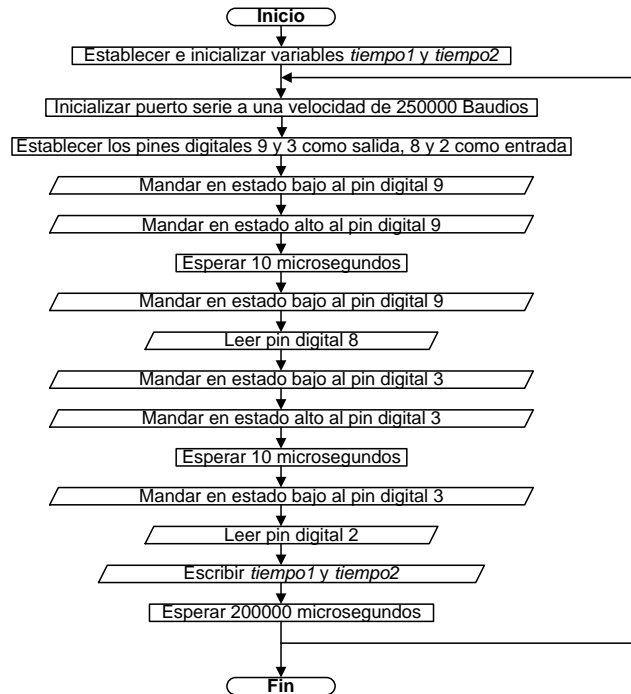 Inicio
Establecer e inicializar variables tiempo1 y tiempo2
Inicializar puerto serie a una velocidad de 250000 Baudios
Establecer los pines digitales 9 y 3 como salida, 8 y 2 como entrada
Mandar en estado bajo al pin digital 9
Mandar en estado alto al pin digital 9
Esperar 10 microsegundos
Mandar en estado bajo al pin digital 9
Leer pin digital 8
Mandar en estado bajo al pin digital 3
Mandar en estado alto al pin digital 3
Esperar 10 microsegundos
Mandar en estado bajo al pin digital 3
Leer pin digital 2
Escribir tiempo1 y tiempo2
Esperar 200000 microsegundos
Fin